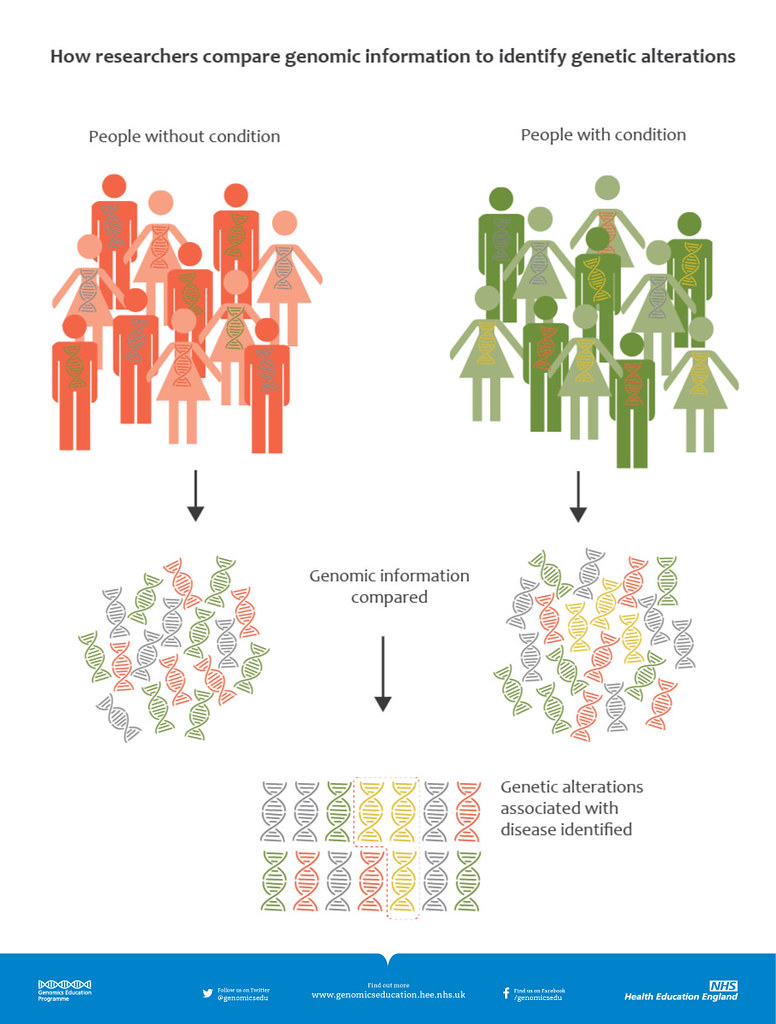 How researchers compare genomic information to identify genetic alterations
People without condition
People with condition
Genomic information
compared
Genetic alterations
associated with
disease identified
Genomics Education
Programme
Follow us on Twitter
@genomicsedu
Find out more
www.genomicseducation.hee.nhs.uk
Find us on Facebook
/genomicsedu
NHS
Health Education England